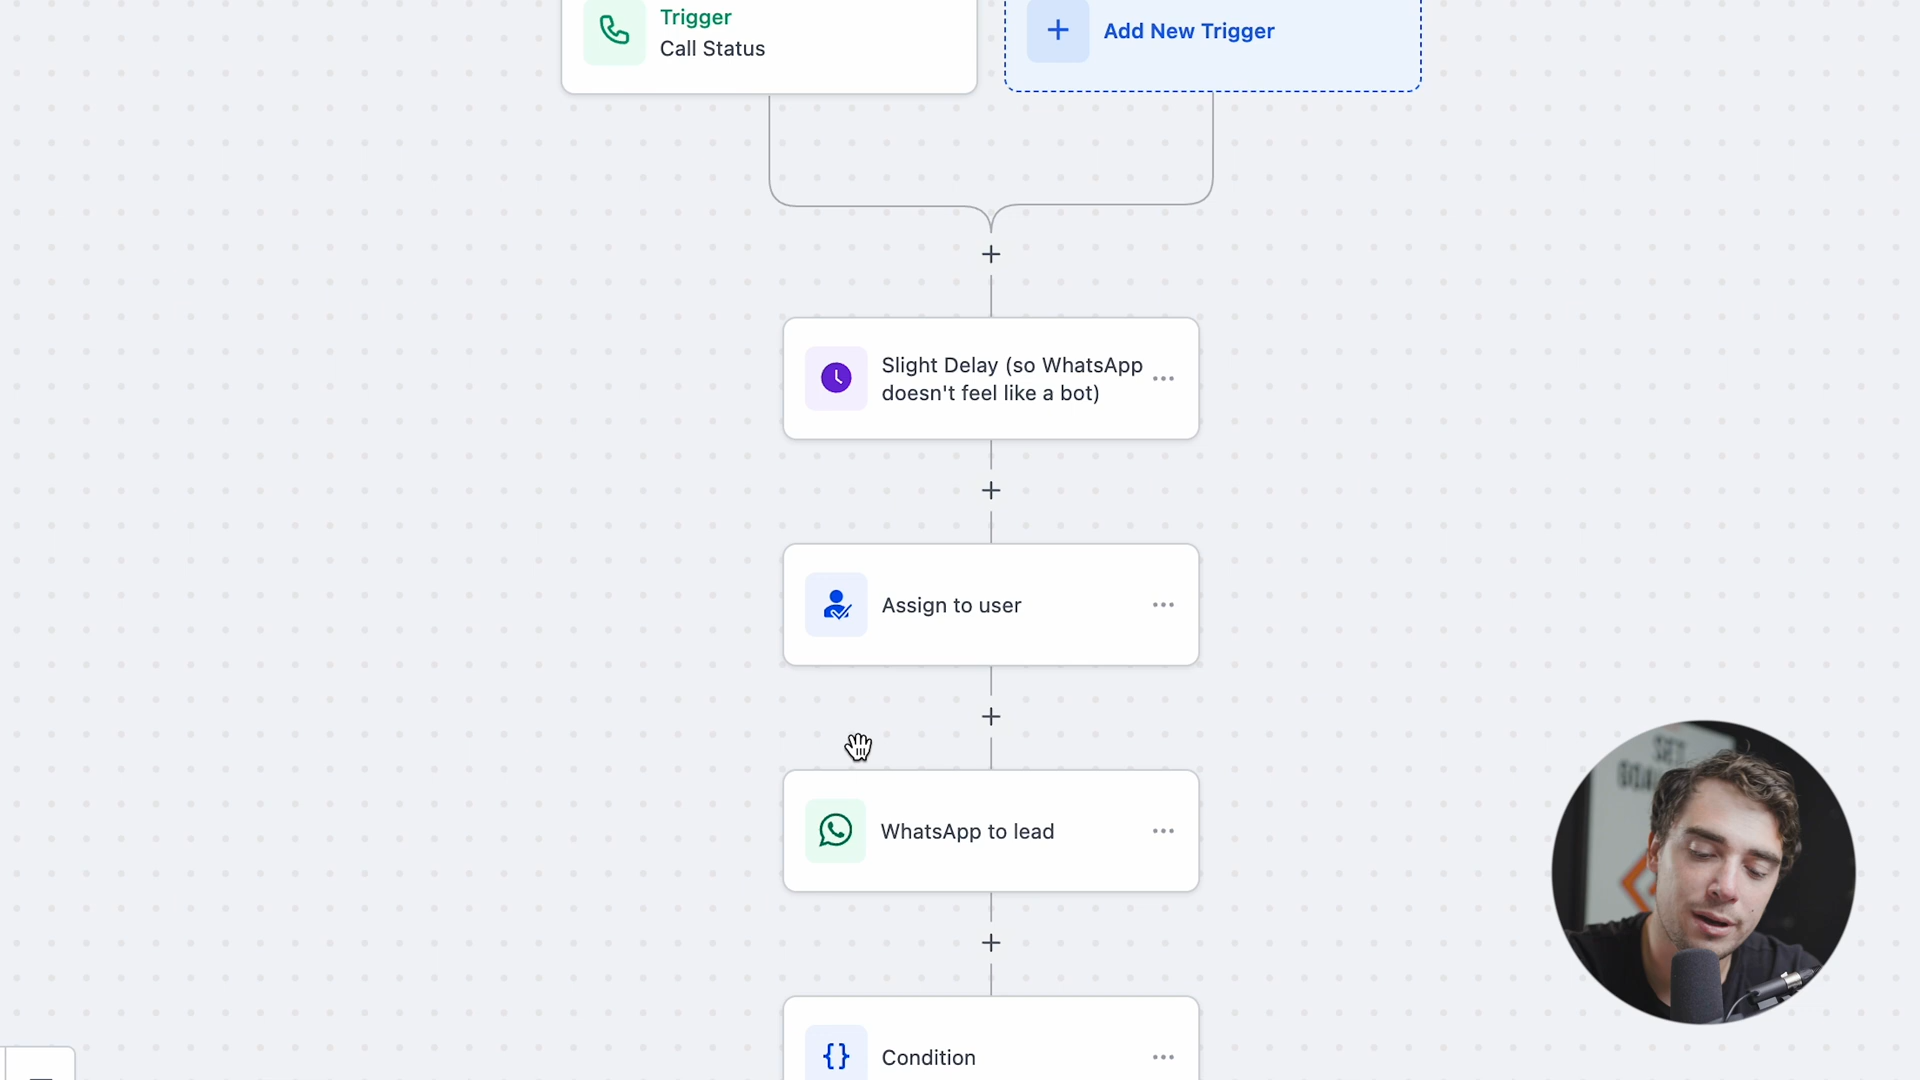 Trigger
Call Status
Add New Trigger
Slight Delay (so WhatsApp
doesn't feel like a bot)
Assign to user
WhatsApp to lead
Condition
SET